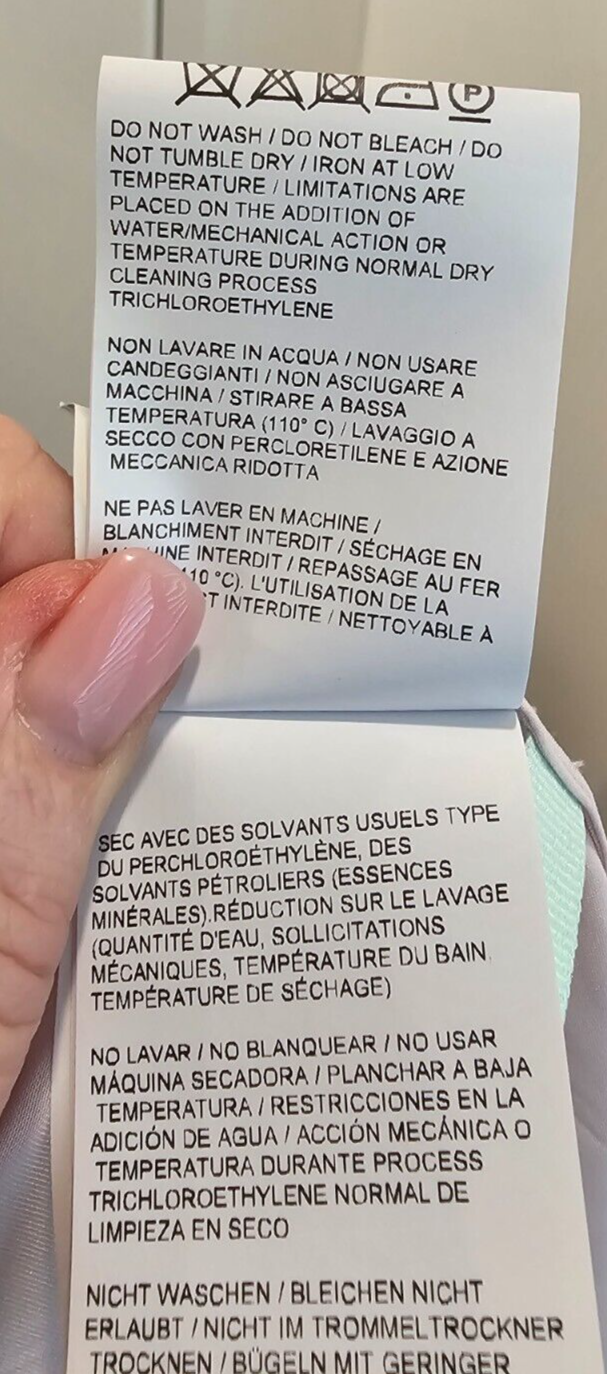 P
DO NOT WASH / DO NOT BLEACH / DO
NOT TUMBLE DRY / IRON AT LOW
TEMPERATURE / LIMITATIONS ARE
PLACED ON THE ADDITION OF
WATER/MECHANICAL ACTION OR
TEMPERATURE DURING NORMAL DRY
CLEANING PROCESS
TRICHLOROETHYLENE
NON LAVARE IN ACQUA / NON USARE
CANDEGGIANTI / NON ASCIUGARE A
MACCHINA / STIRARE A BASSA
TEMPERATURA (110° C) / LAVAGGIO A
SECCO CON PERCLORETILENE E AZIONE
MECCANICA RIDOTTA
NE PAS LAVER EN MACHINE /
BLANCHIMENT INTERDIT / SÉCHAGE EN
INTERDIT / REPASSAGE AU FER
110 °C). L'UTILISATION DE LA
INTERDITE / NETTOYABLE À
SEC AVEC DES SOLVANTS USUELS TYPE
DU PERCHLOROÉTHYLÈNE, DES
SOLVANTS PÉTROLIERS (ESSENCES
MINÉRALES).RÉDUCTION SUR LE LAVAGE
(QUANTITÉ D'EAU, SOLLICITATIONS
MÉCANIQUES, TEMPÉRATURE DU BAIN,
TEMPÉRATURE DE SÉCHAGE)
NO LAVAR / NO BLANQUEAR / NO USAR
MÁQUINA SECADORA / PLANCHAR A BAJA
TEMPERATURA / RESTRICCIONES EN LA
ADICIÓN DE AGUA / ACCIÓN MECÁNICA O
TEMPERATURA DURANTE PROCESS
TRICHLOROETHYLENE NORMAL DE
LIMPIEZA EN SECO
NICHT WASCHEN / BLEICHEN NICHT
ERLAUBT / NICHT IM TROMMELTROCKNER
TROCKNEN / BÜGELN MIT GERINGER